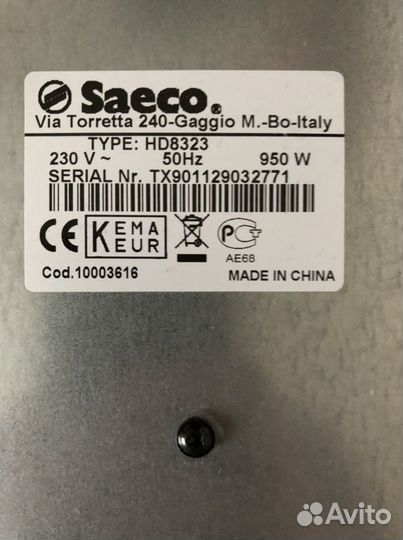 Saeco®
Via Torretta 240-Gaggio M.-Bo-Italy
TYPE: HD8323
230 V ~ 50Hz 950 W
SERIAL Nr. TX901129032771
CE KEMA KEUR PC
AE68
Cod.10003616 MADE IN CHINA
Avito